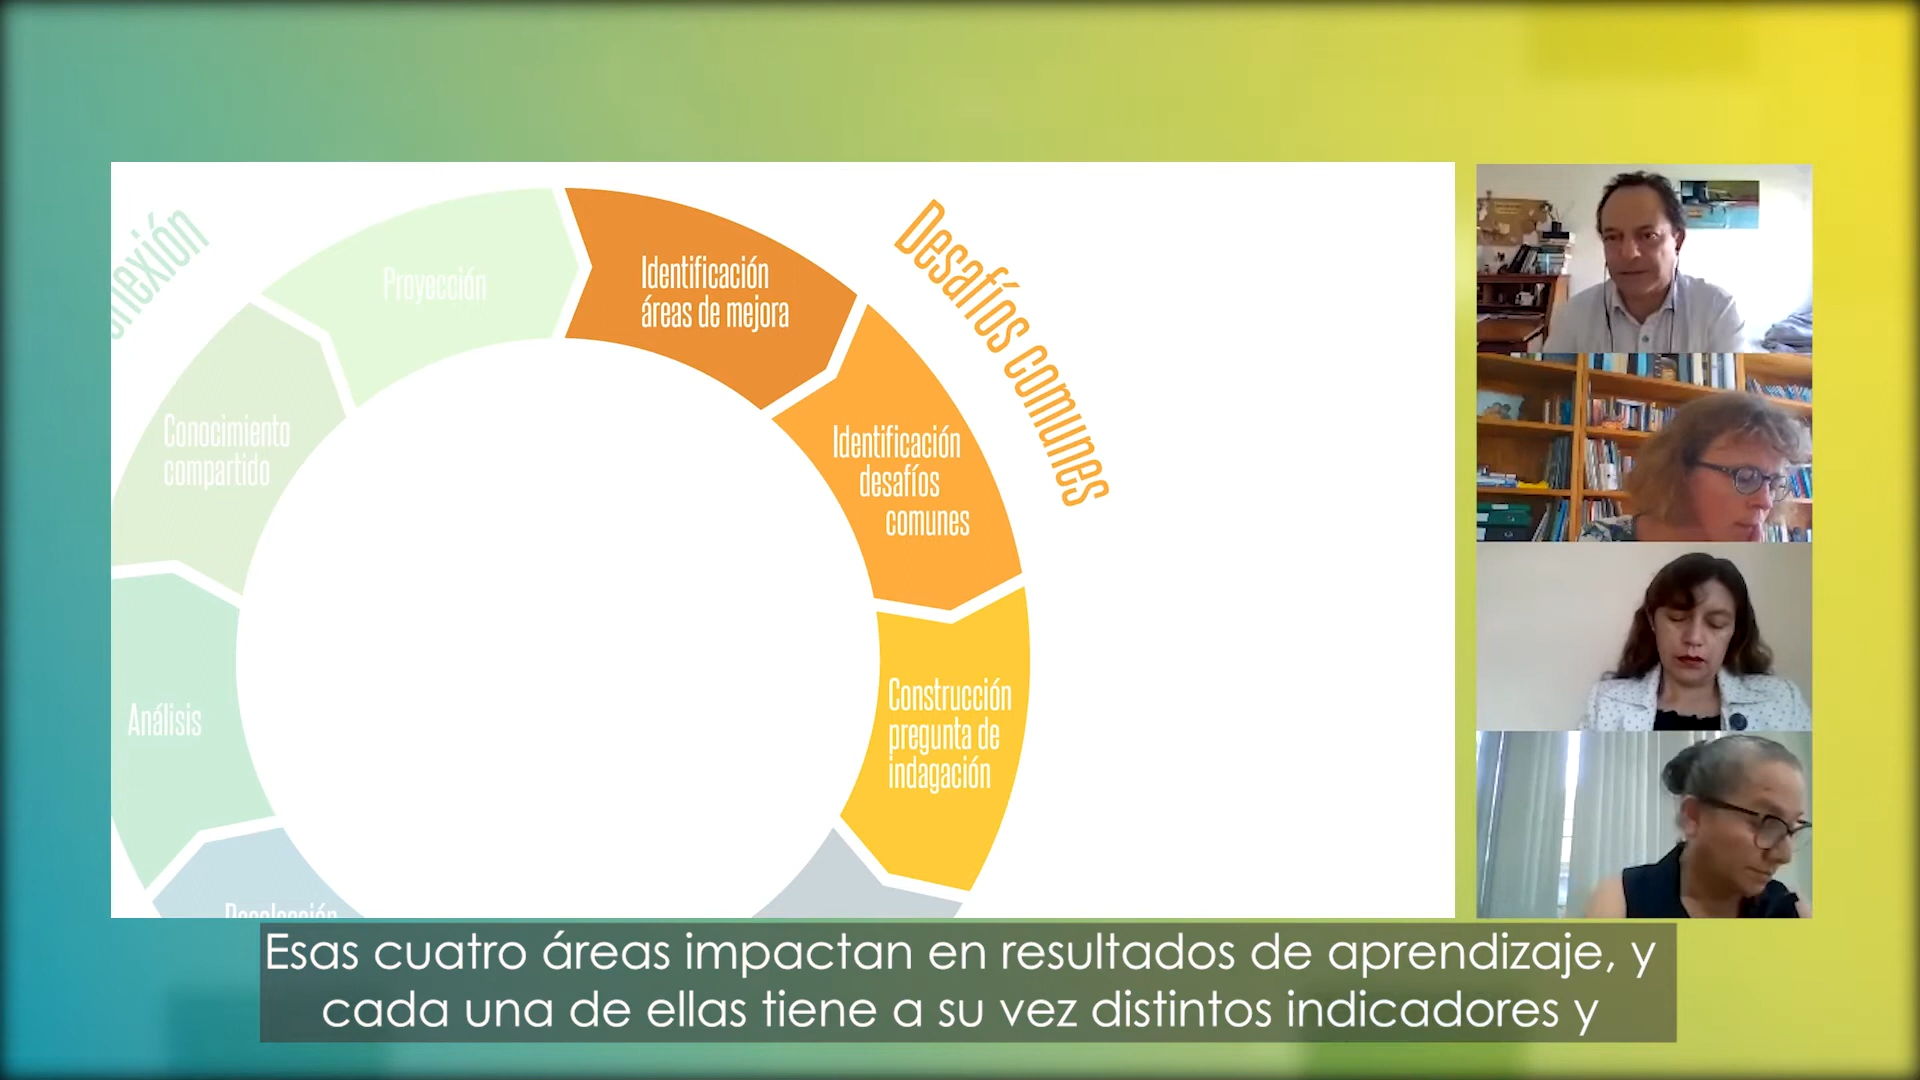 Proyección
Identificación
áreas de mejora
Desafíos comunes
Conocimiento
compartido
Identificación
desafíos
comunes
Análisis
Construcción
pregunta de
indagación
Recolección
Esas cuatro áreas impactan en resultados de aprendizaje, y
cada una de ellas tiene a su vez distintos indicadores y